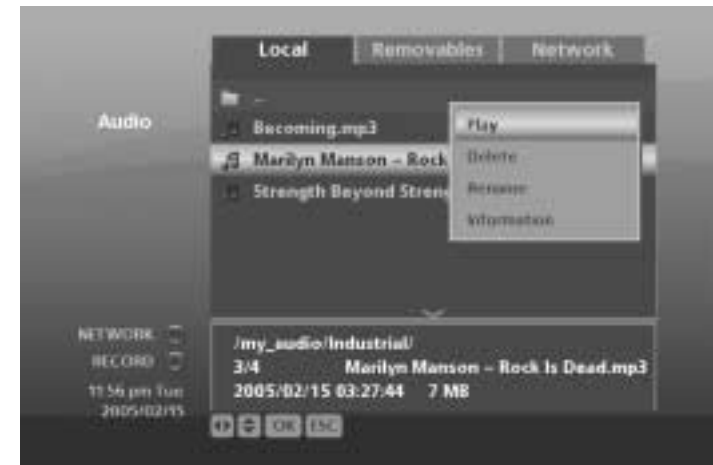 Local Removables Network
Audio
..
Becoming.mp3
Marilyn Manson – Rock
Strength Beyond Stren
Play
Delete
Rename
Information
NETWORK
RECORD
11:56 pm Tue
2005/02/15
/my_audio/Industrial/
3/4 Marilyn Manson – Rock Is Dead.mp3
2005/02/15 03:27:44 7 MB
OK ESC